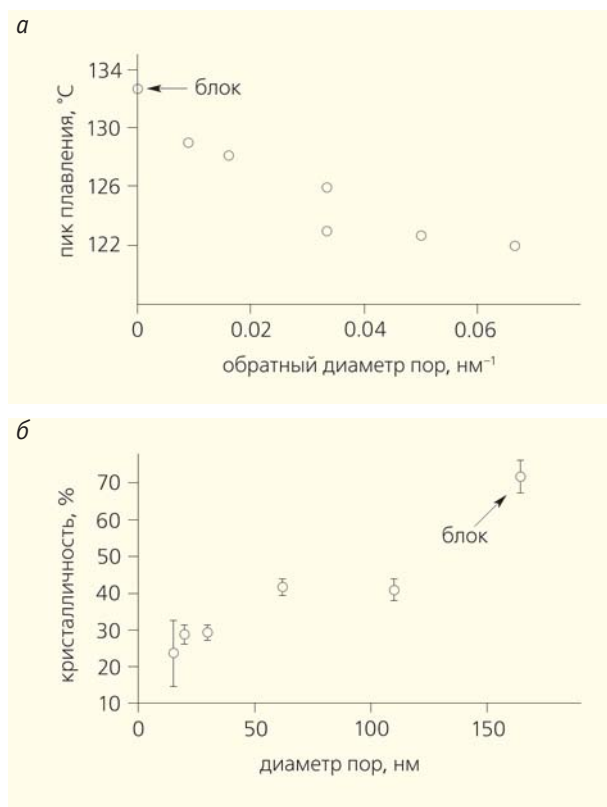 а
пик плавления, °С
134
130
126
122
блок
0
0.02
0.04
0.06
обратный диаметр пор, нм⁻¹
б
кристалличность, %
70
60
50
40
30
20
10
блок
0
50
100
150
диаметр пор, нм